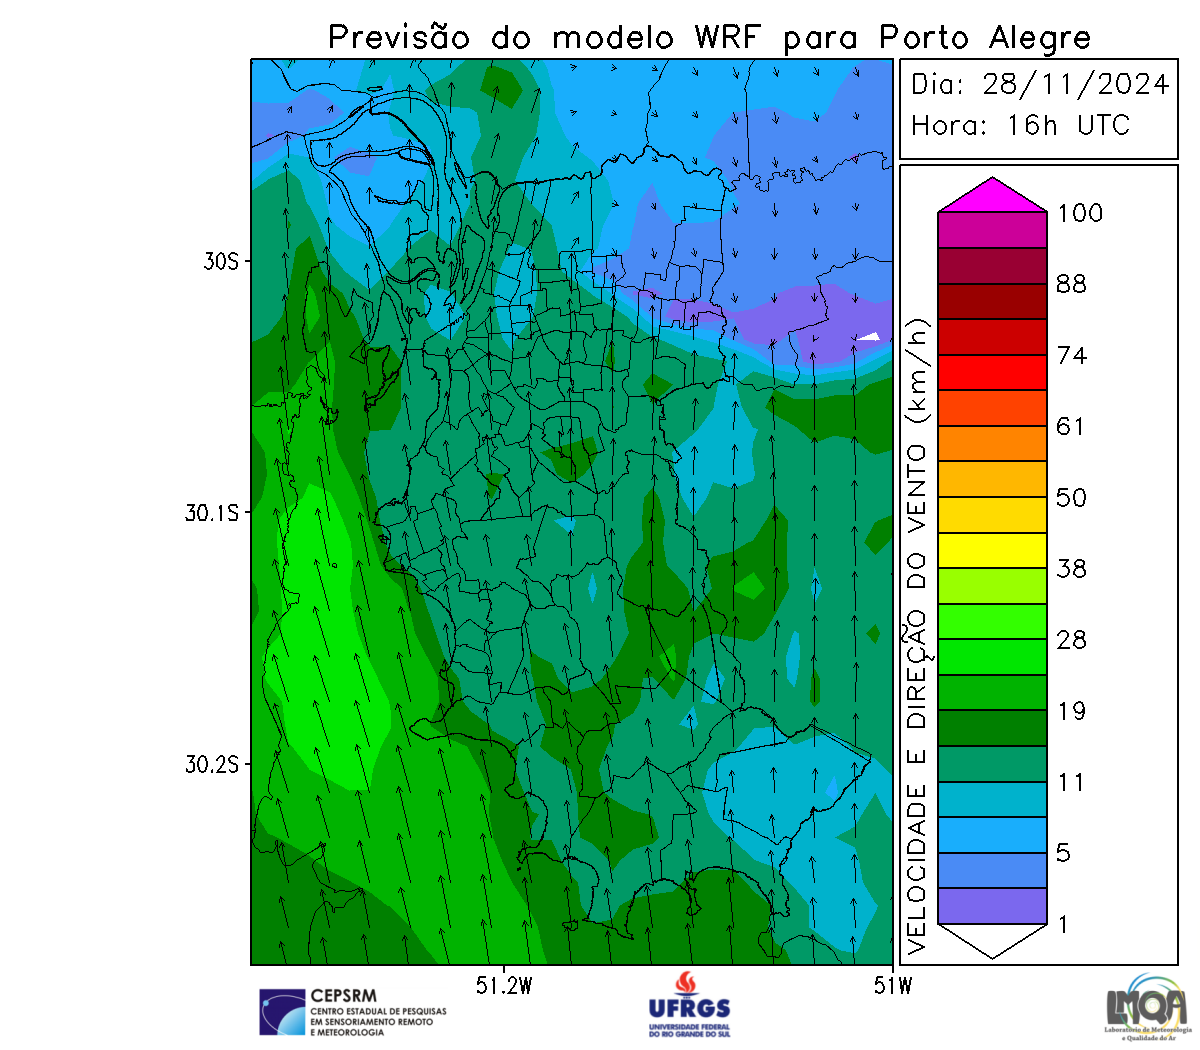 Previsão do modelo WRF para Porto Alegre
Dia: 28/11/2024
Hora: 16h UTC
30S
30.1S
30.2S
51.2W
51W
VELOCIDADE E DIREÇÃO DO VENTO (km/h)
100
88
74
61
50
38
28
19
11
5
1
CEPSRM
CENTRO ESTADUAL DE PESQUISAS
EM SENSORIAMENTO REMOTO
E METEOROLOGIA
UFRGS
UNIVERSIDADE FEDERAL
DO RIO GRANDE DO SUL
LMQA
Laboratório de Meteorologia
e Qualidade do Ar